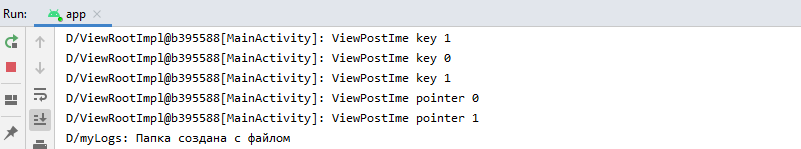 Run: app
D/ViewRootImpl@b395588[MainActivity]: ViewPostIme key 1
D/ViewRootImpl@b395588[MainActivity]: ViewPostIme key 0
D/ViewRootImpl@b395588[MainActivity]: ViewPostIme key 1
D/ViewRootImpl@b395588[MainActivity]: ViewPostIme pointer 0
D/ViewRootImpl@b395588[MainActivity]: ViewPostIme pointer 1
D/myLogs: Папка создана с файлом